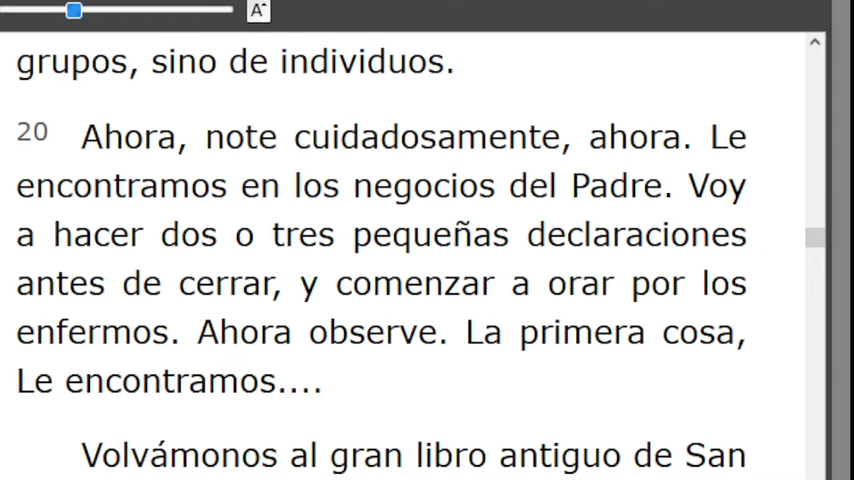 A
grupos, sino de individuos.
20 Ahora, note cuidadosamente, ahora. Le
encontramos en los negocios del Padre. Voy
a hacer dos o tres pequeñas declaraciones
antes de cerrar, y comenzar a orar por los
enfermos. Ahora observe. La primera cosa,
Le encontramos....
Volvámonos al gran libro antiguo de San